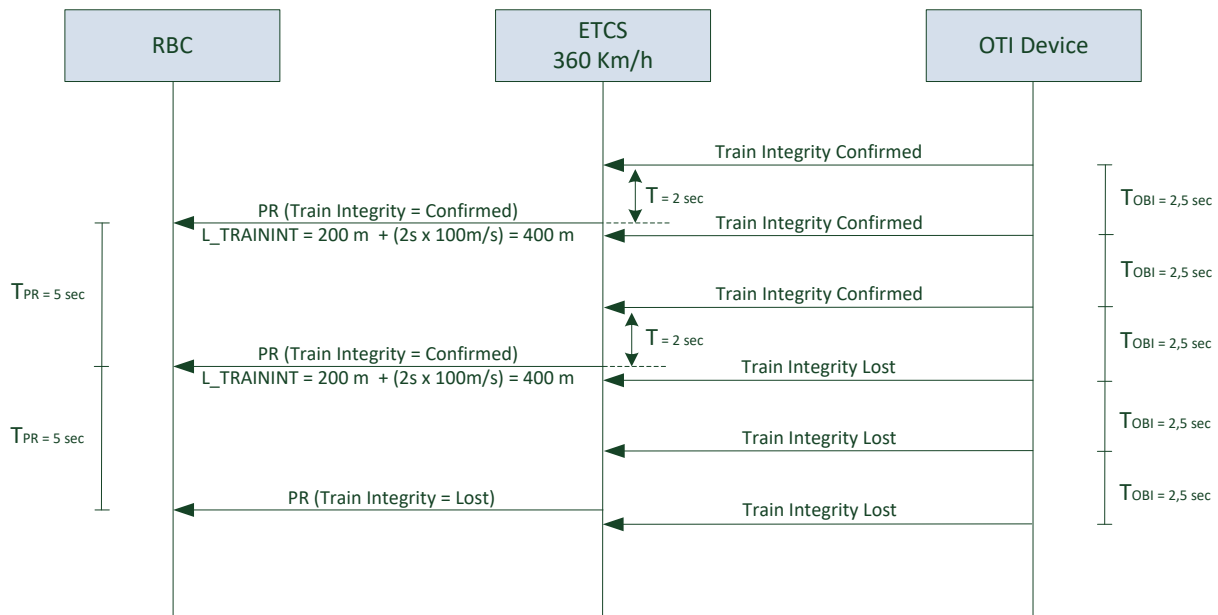 RBC
ETCS
360 Km/h
OTI Device
Train Integrity Confirmed
T = 2 sec
TOBI = 2,5 sec
PR (Train Integrity = Confirmed)
L_TRAININT = 200 m + (2s x 100m/s) = 400 m
Train Integrity Confirmed
TPR = 5 sec
TOBI = 2,5 sec
Train Integrity Confirmed
T = 2 sec
TOBI = 2,5 sec
PR (Train Integrity = Confirmed)
L_TRAININT = 200 m + (2s x 100m/s) = 400 m
Train Integrity Lost
TPR = 5 sec
TOBI = 2,5 sec
Train Integrity Lost
TOBI = 2,5 sec
PR (Train Integrity = Lost)
Train Integrity Lost